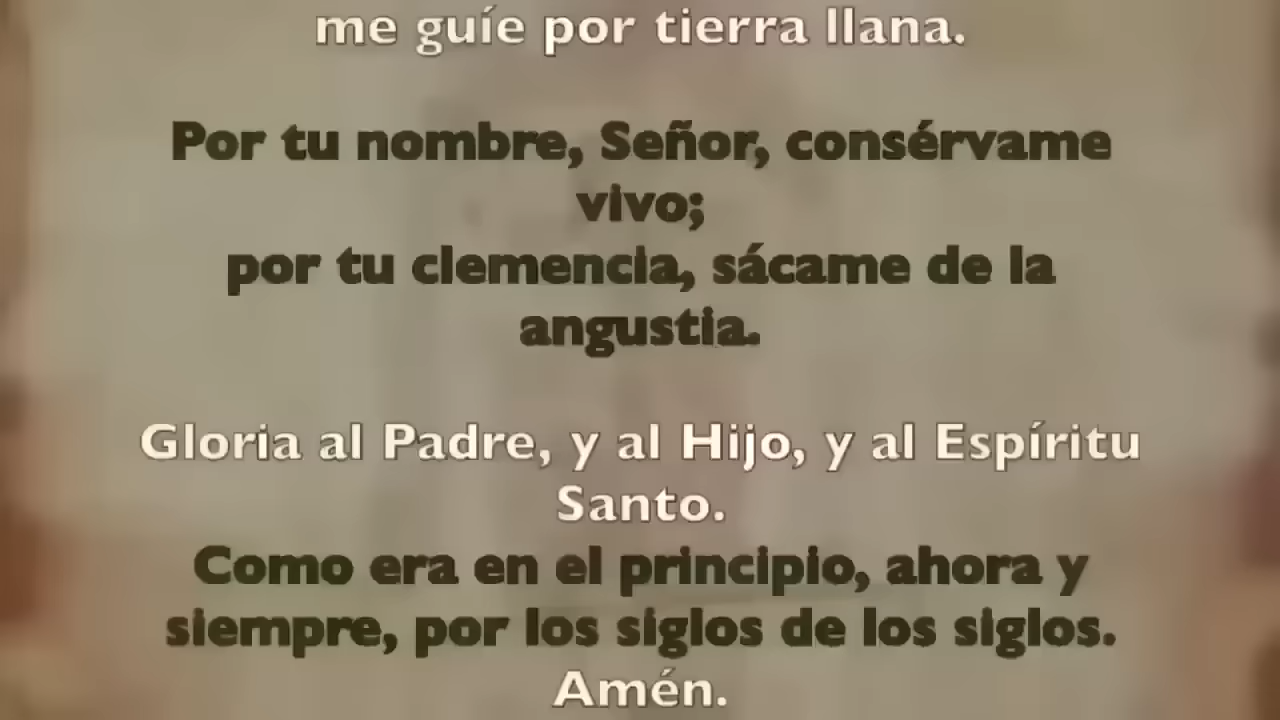 me guíe por tierra llana.
Por tu nombre, Señor, consérvame
vivo;
por tu clemencia, sácame de la
angustia.
Gloria al Padre, y al Hijo, y al Espíritu
Santo.
Como era en el principio, ahora y
siempre, por los siglos de los siglos.
Amén.